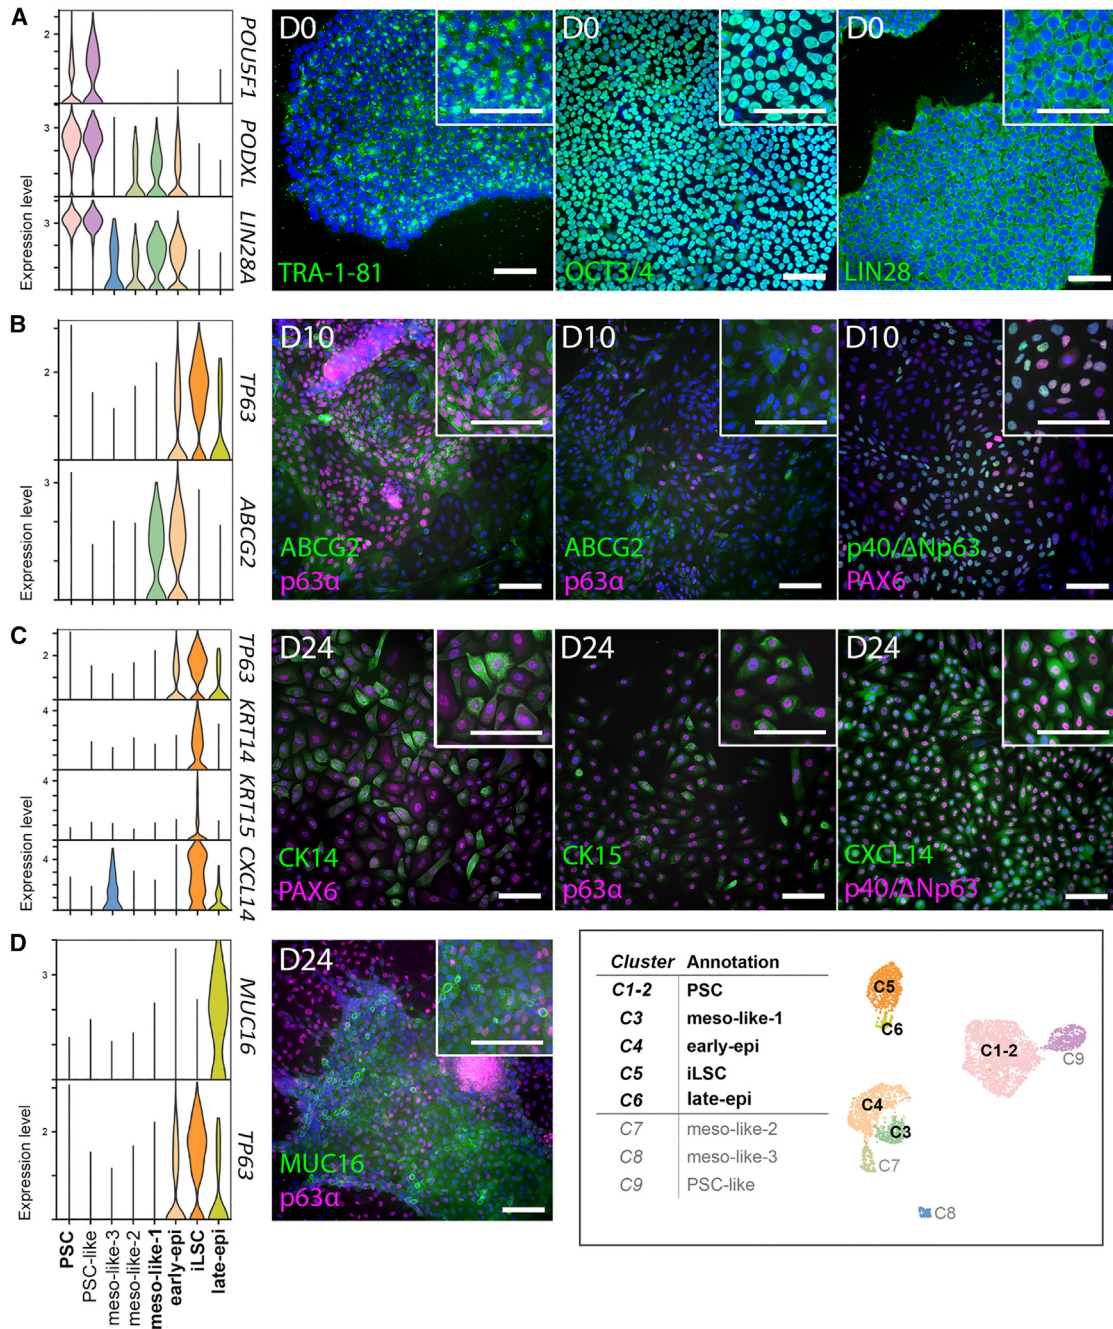 A
2
POU5F1
3
PODXL
3
LIN28A
Expression level
D0
TRA-1-81
D0
OCT3/4
D0
LIN28
B
2
TP63
3
ABCG2
Expression level
Expression level
D10
ABCG2
p63α
D10
ABCG2
p63α
D10
p40/ΔNp63
PAX6
C
2
TP63
4
KRT14
4
KRT15
4
CXCL14
Expression level
Expression level
D24
CK14
PAX6
D24
CK15
p63α
D24
CXCL14
p40/ΔNp63
D
3
MUC16
2
TP63
Expression level
Expression level
PSC
PSC-like
meso-like-3
meso-like-2
meso-like-1
early-epi
iLSC
late-epi
D24
MUC16
p63α
Cluster Annotation
C1-2 PSC
C3 meso-like-1
C4 early-epi
C5 iLSC
C6 late-epi
C7 meso-like-2
C8 meso-like-3
C9 PSC-like
C5
C6
C1-2
C9
C4
C3
C7
C8